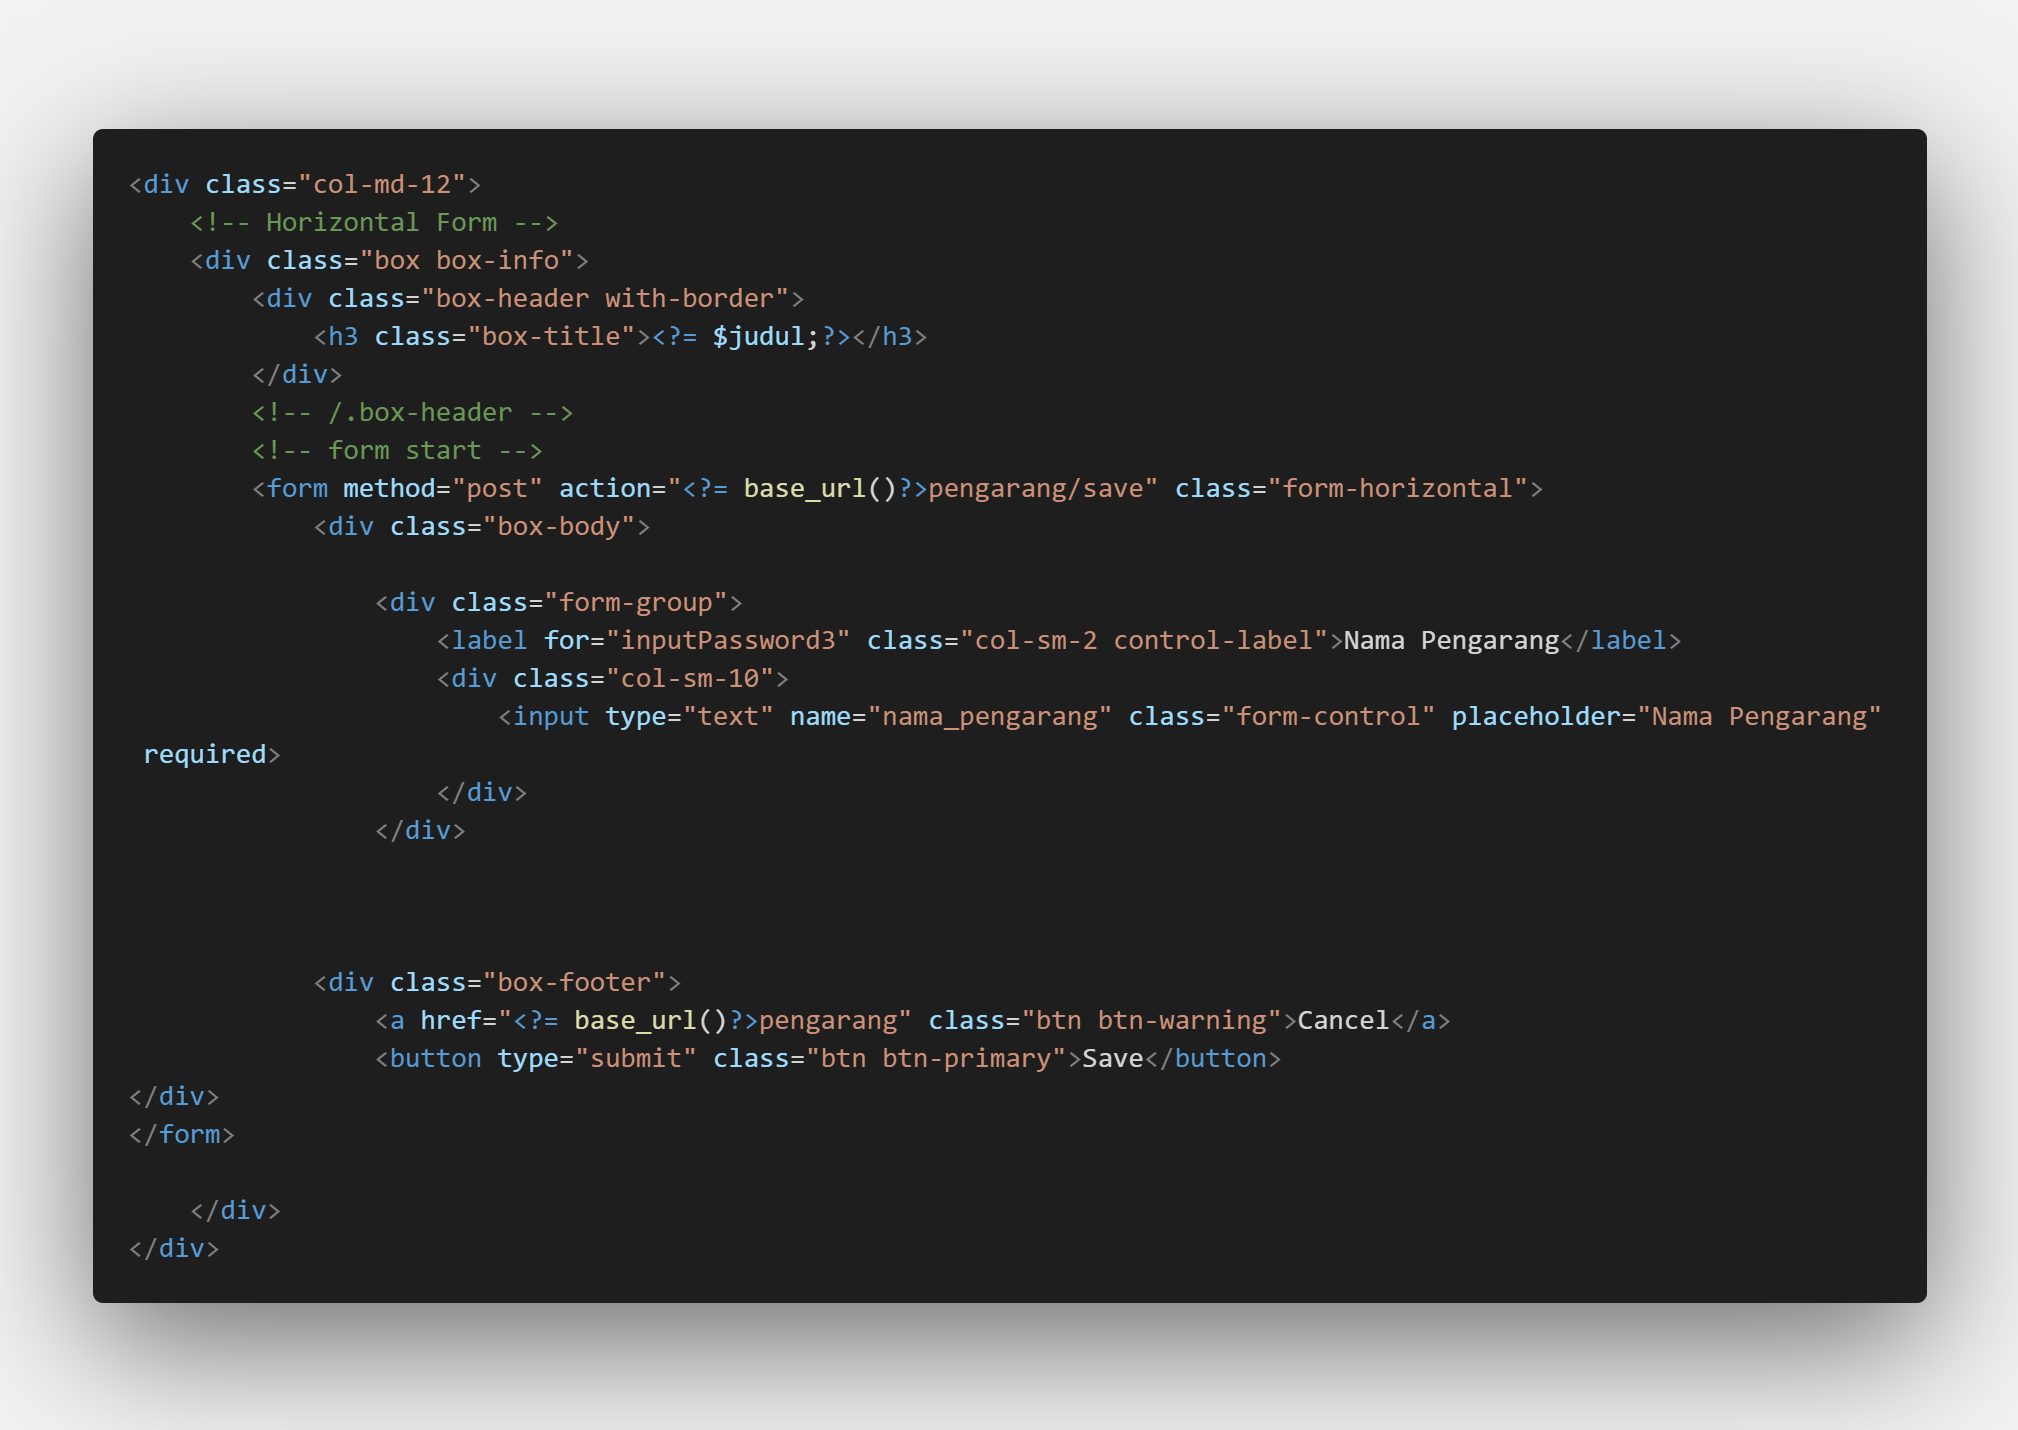 <div class="col-md-12">
    <!-- Horizontal Form -->
    <div class="box box-info">
        <div class="box-header with-border">
            <h3 class="box-title"><?= $judul;?></h3>
        </div>
        <!-- /.box-header -->
        <!-- form start -->
        <form method="post" action="<?= base_url()?>pengarang/save" class="form-horizontal">
            <div class="box-body">
                <div class="form-group">
                    <label for="inputPassword3" class="col-sm-2 control-label">Nama Pengarang</label>
                    <div class="col-sm-10">
                        <input type="text" name="nama_pengarang" class="form-control" placeholder="Nama Pengarang"
 required>
                    </div>
                </div>
            <div class="box-footer">
                <a href="<?= base_url()?>pengarang" class="btn btn-warning">Cancel</a>
                <button type="submit" class="btn btn-primary">Save</button>
</div>
</form>
    </div>
</div>